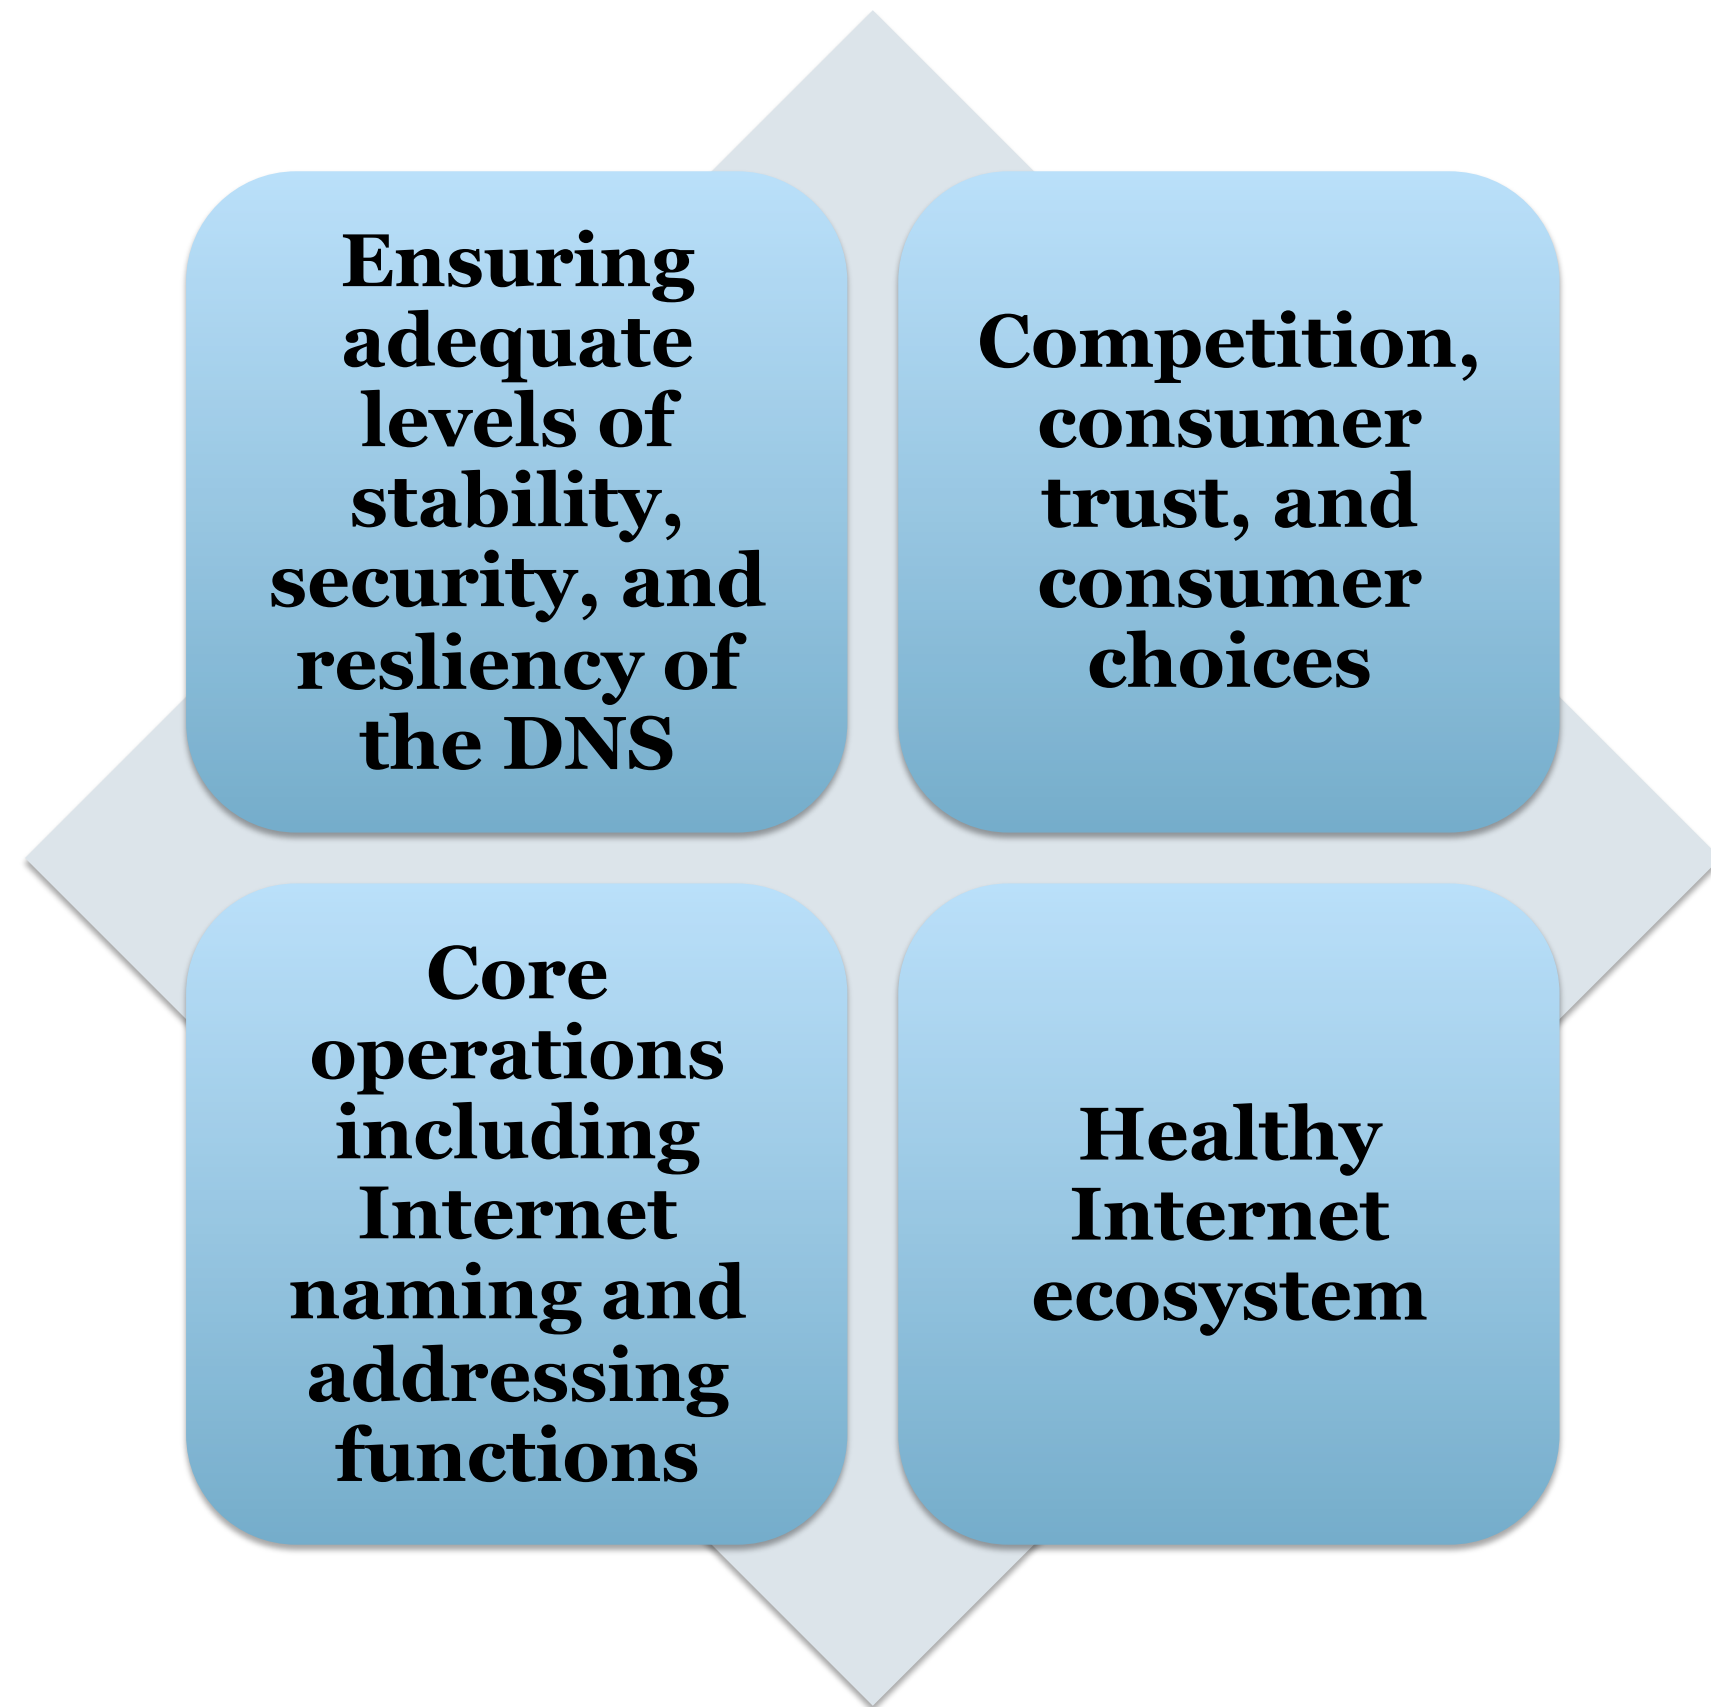 Ensuring
adequate
levels of
stability,
security, and
resliency of
the DNS
Competition,
consumer
trust, and
consumer
choices
Core
operations
including
Internet
naming and
addressing
functions
Healthy
Internet
ecosystem